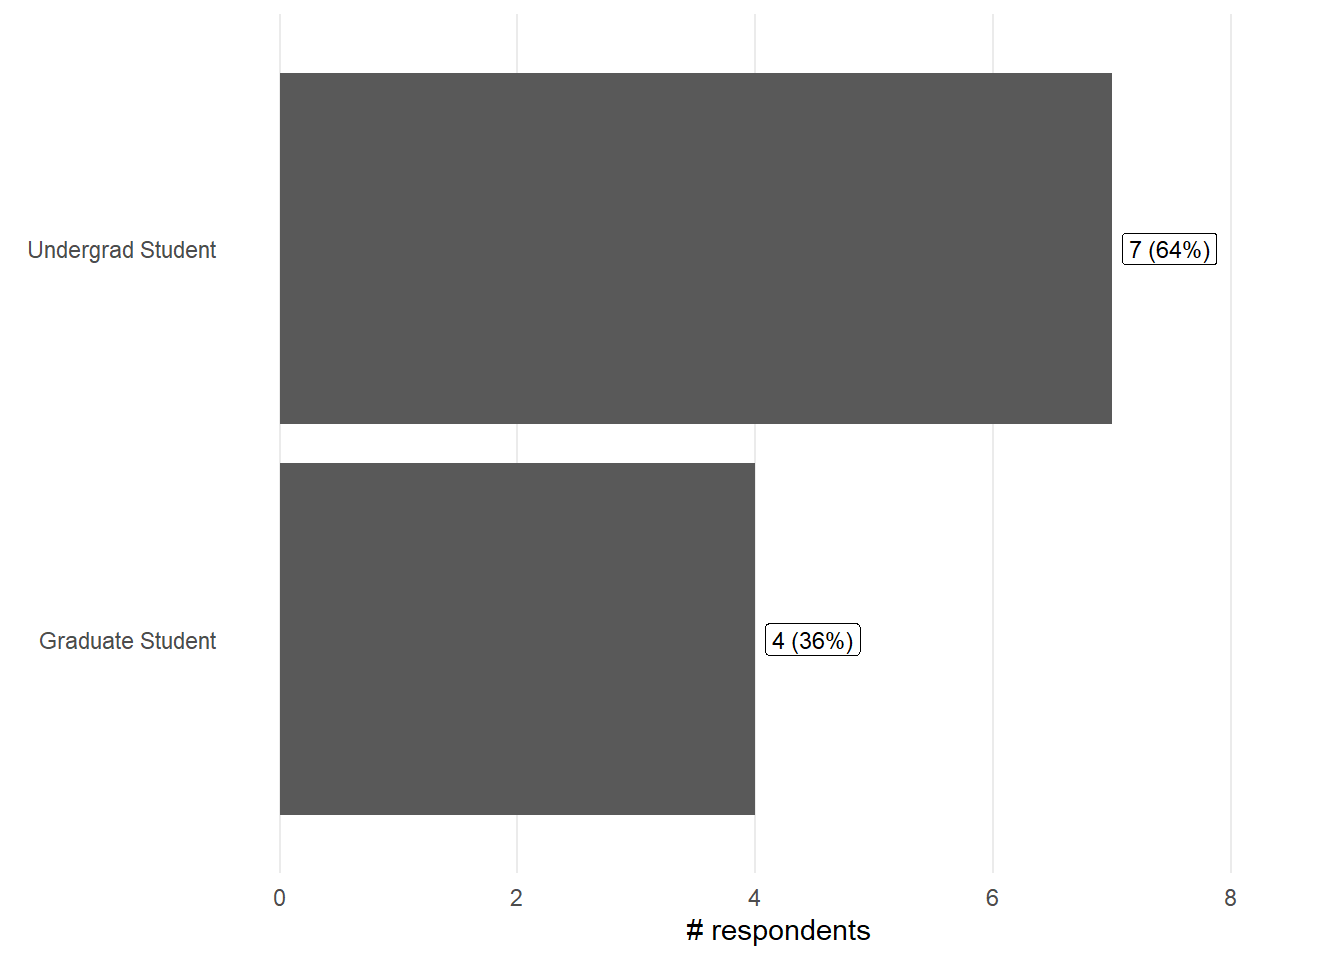 Undergrad Student
7 (64%)
Graduate Student
4 (36%)
0 2 4 6 8
# respondents